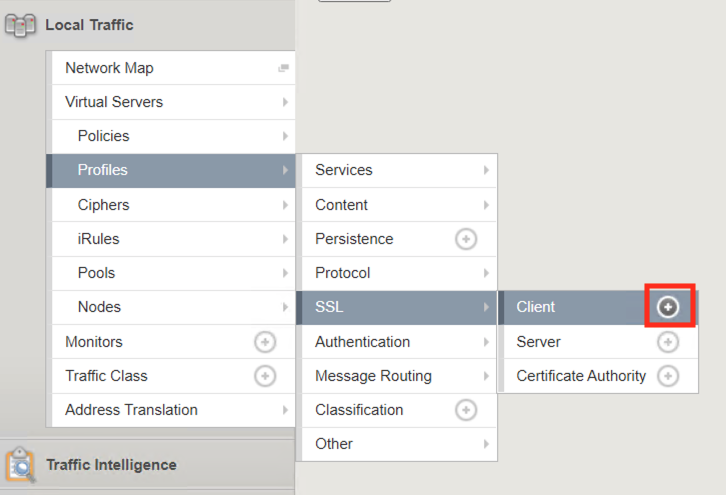 Local Traffic
Network Map
Virtual Servers
Policies
Profiles
Ciphers
iRules
Pools
Nodes
Monitors
Traffic Class
Address Translation
Services
Content
Persistence
Protocol
SSL
Authentication
Message Routing
Classification
Other
Client
Server
Certificate Authority
Traffic Intelligence